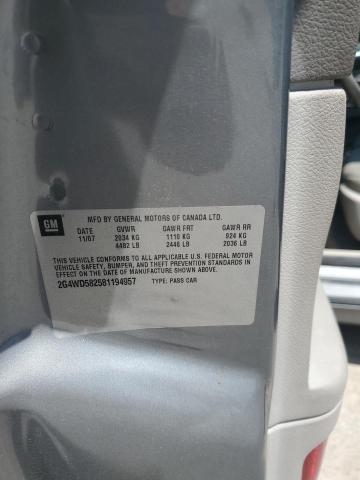 GM
MFD BY GENERAL MOTORS OF CANADA LTD.
DATE GVWR GAWR FRT GAWR RR
11/07 2034 KG 1110 KG 924 KG
4482 LB 2446 LB 2036 LB
THIS VEHICLE CONFORMS TO ALL APPLICABLE U.S. FEDERAL MOTOR
VEHICLE SAFETY, BUMPER, AND THEFT PREVENTION STANDARDS IN
EFFECT ON THE DATE OF MANUFACTURE SHOWN ABOVE.
2G4WD582581194957 TYPE: PASS CAR